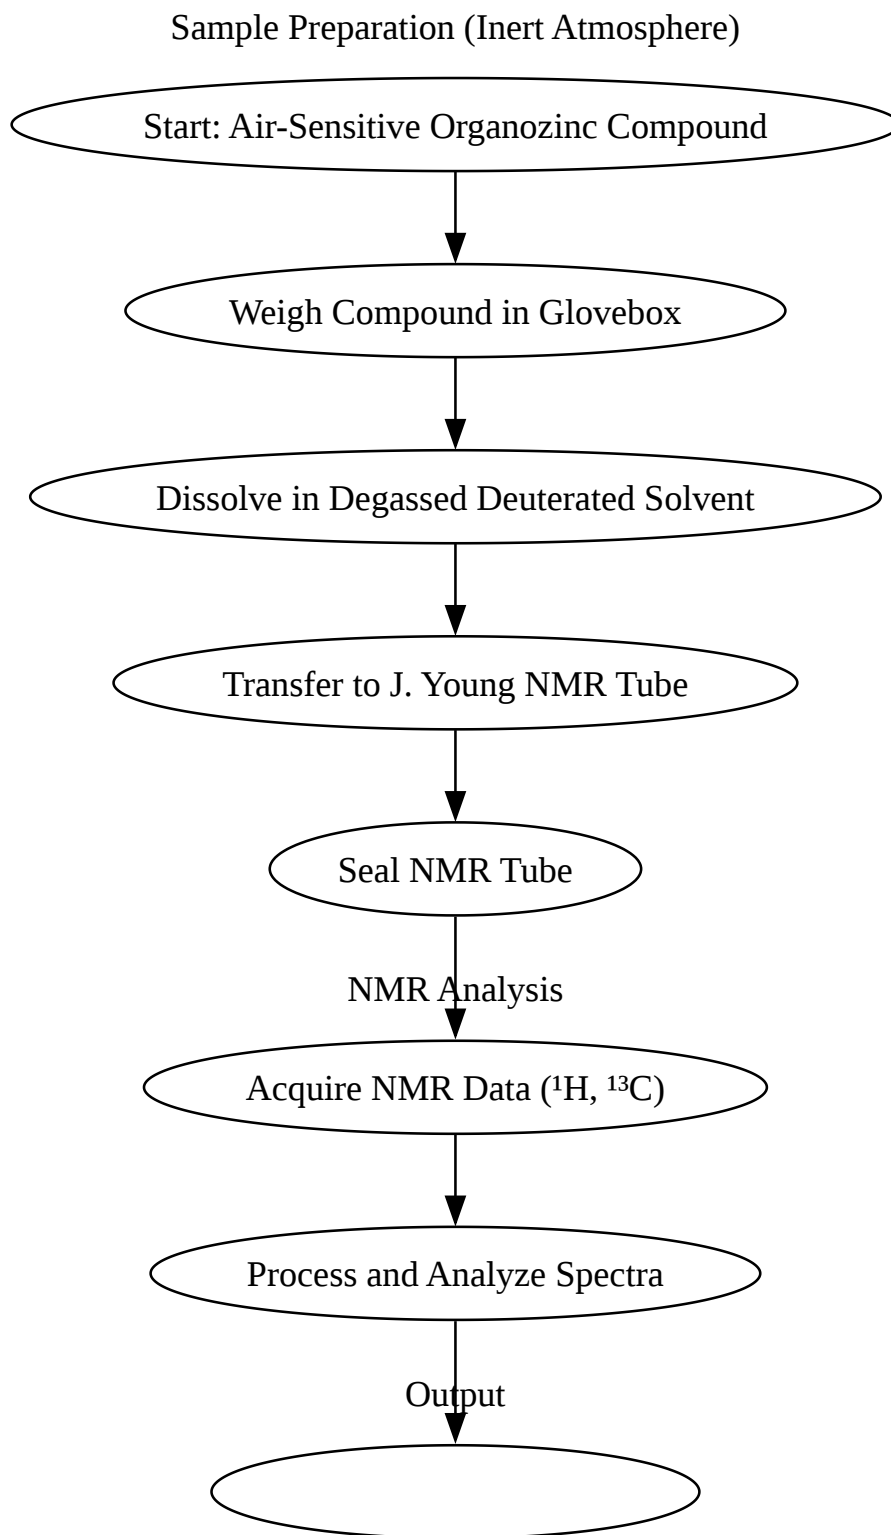 Sample Preparation (Inert Atmosphere)
Start: Air-Sensitive Organozinc Compound
Weigh Compound in Glovebox
Dissolve in Degassed Deuterated Solvent
Transfer to J. Young NMR Tube
Seal NMR Tube
NMR Analysis
Acquire NMR Data (¹H, ¹³C)
Process and Analyze Spectra
Output